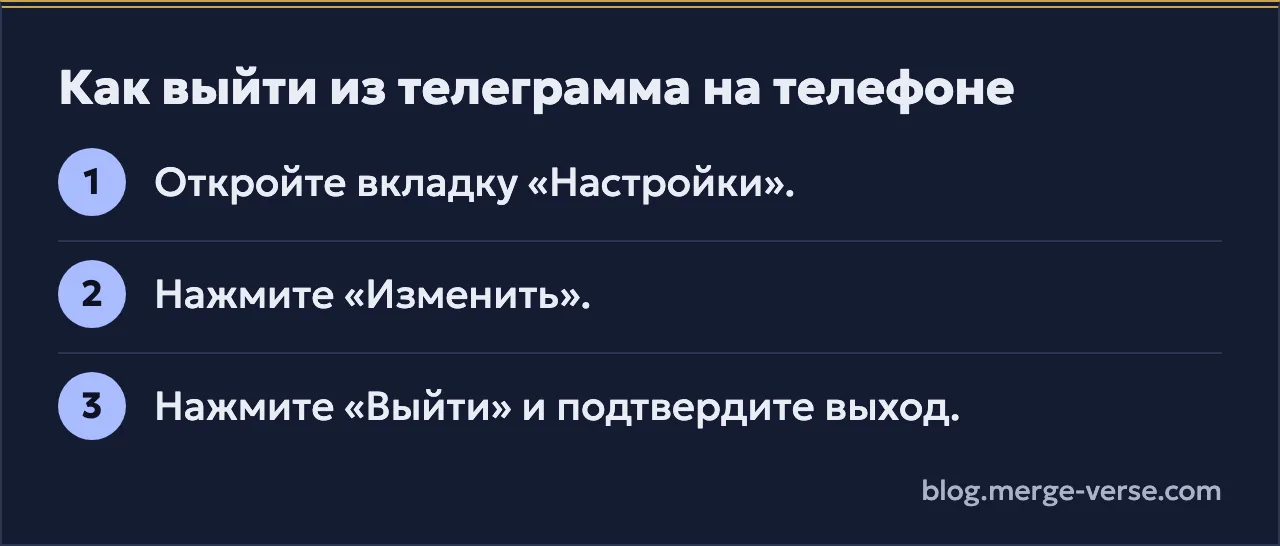 Как выйти из телеграмма на телефоне
1 Откройте вкладку «Настройки».
2 Нажмите «Изменить».
3 Нажмите «Выйти» и подтвердите выход.
blog.merge-verse.com